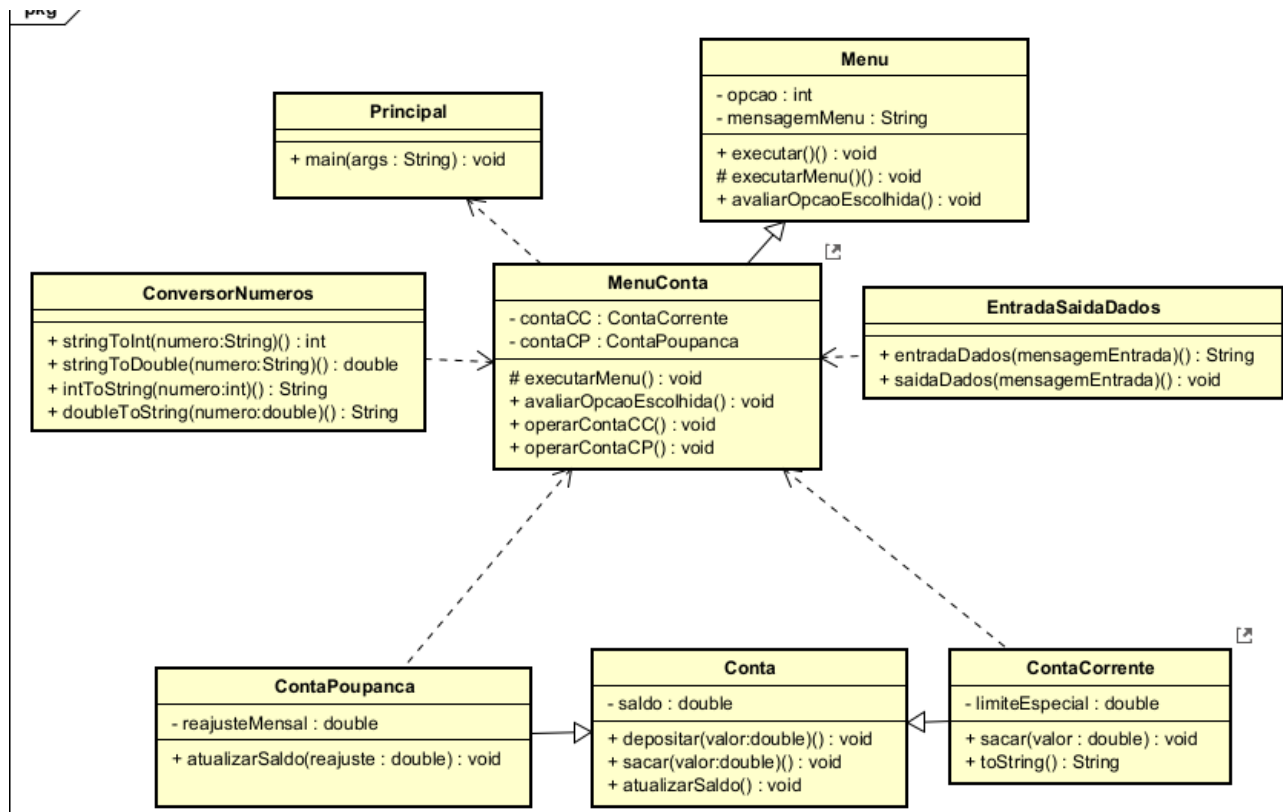 pkg
Menu
- opcao : int
- mensagemMenu : String
+ executar()() : void
# executarMenu()() : void
+ avaliarOpcaoEscolhida() : void
Principal
+ main(args : String) : void
ConversorNumeros
+ stringToInt(numero:String)() : int
+ stringToDouble(numero:String)() : double
+ intToString(numero:int)() : String
+ doubleToString(numero:double)() : String
MenuConta
- contaCC : ContaCorrente
- contaCP : ContaPoupanca
# executarMenu() : void
+ avaliarOpcaoEscolhida() : void
+ operarContaCC() : void
+ operarContaCP() : void
EntradaSaidaDados
+ entradaDados(mensagemEntrada)() : String
+ saidaDados(mensagemEntrada)() : void
ContaPoupanca
- reajusteMensal : double
+ atualizarSaldo(reajuste : double) : void
Conta
- saldo : double
+ depositar(valor:double)() : void
+ sacar(valor:double)() : void
+ atualizarSaldo() : void
ContaCorrente
- limiteEspecial : double
+ sacar(valor : double) : void
+ toString() : String